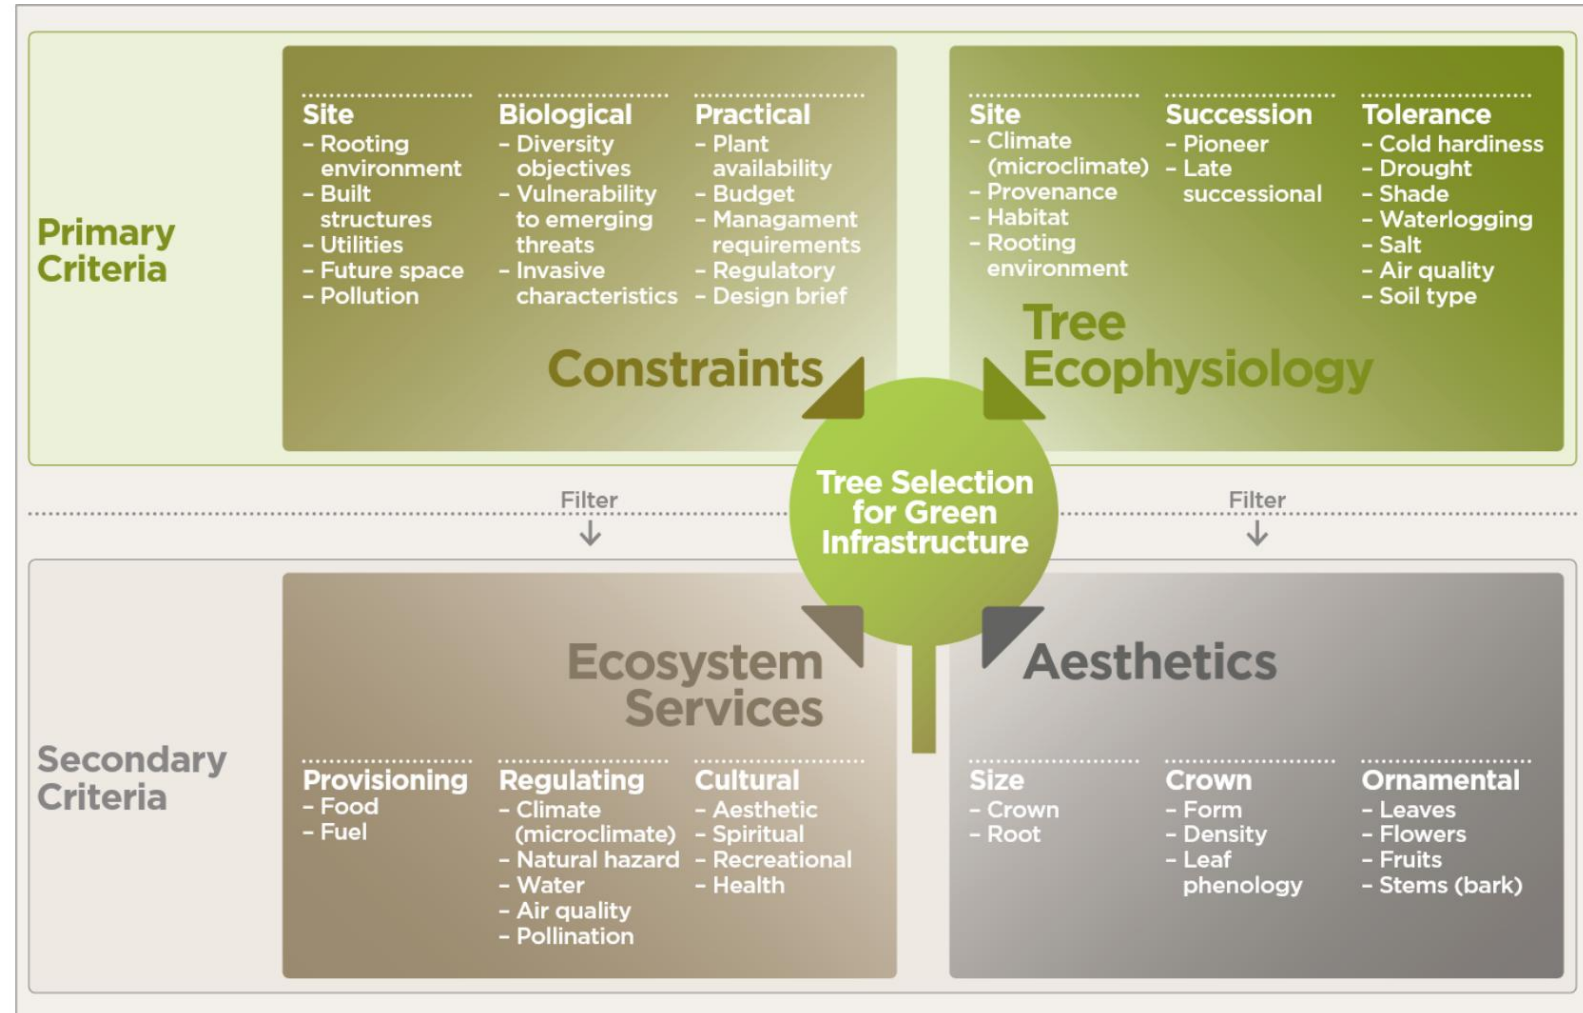 Primary
Criteria
Site
– Rooting
environment
– Built
structures
– Utilities
– Future space
– Pollution
Biological
– Diversity
objectives
– Vulnerability
to emerging
threats
– Invasive
characteristics
Practical
– Plant
availability
– Budget
– Managament
requirements
– Regulatory
– Design brief
Constraints
Site
– Climate
(microclimate)
– Provenance
– Habitat
– Rooting
environment
Succession
– Pioneer
– Late
successional
Tolerance
– Cold hardiness
– Drought
– Shade
– Waterlogging
– Salt
– Air quality
– Soil type
Tree
Ecophysiology
Filter
Tree Selection
for Green
Infrastructure
Filter
Secondary
Criteria
Ecosystem
Services
Provisioning
– Food
– Fuel
Regulating
– Climate
(microclimate)
– Natural hazard
– Water
– Air quality
– Pollination
Cultural
– Aesthetic
– Spiritual
– Recreational
– Health
Aesthetics
Size
– Crown
– Root
Crown
– Form
– Density
– Leaf
phenology
Ornamental
– Leaves
– Flowers
– Fruits
– Stems (bark)